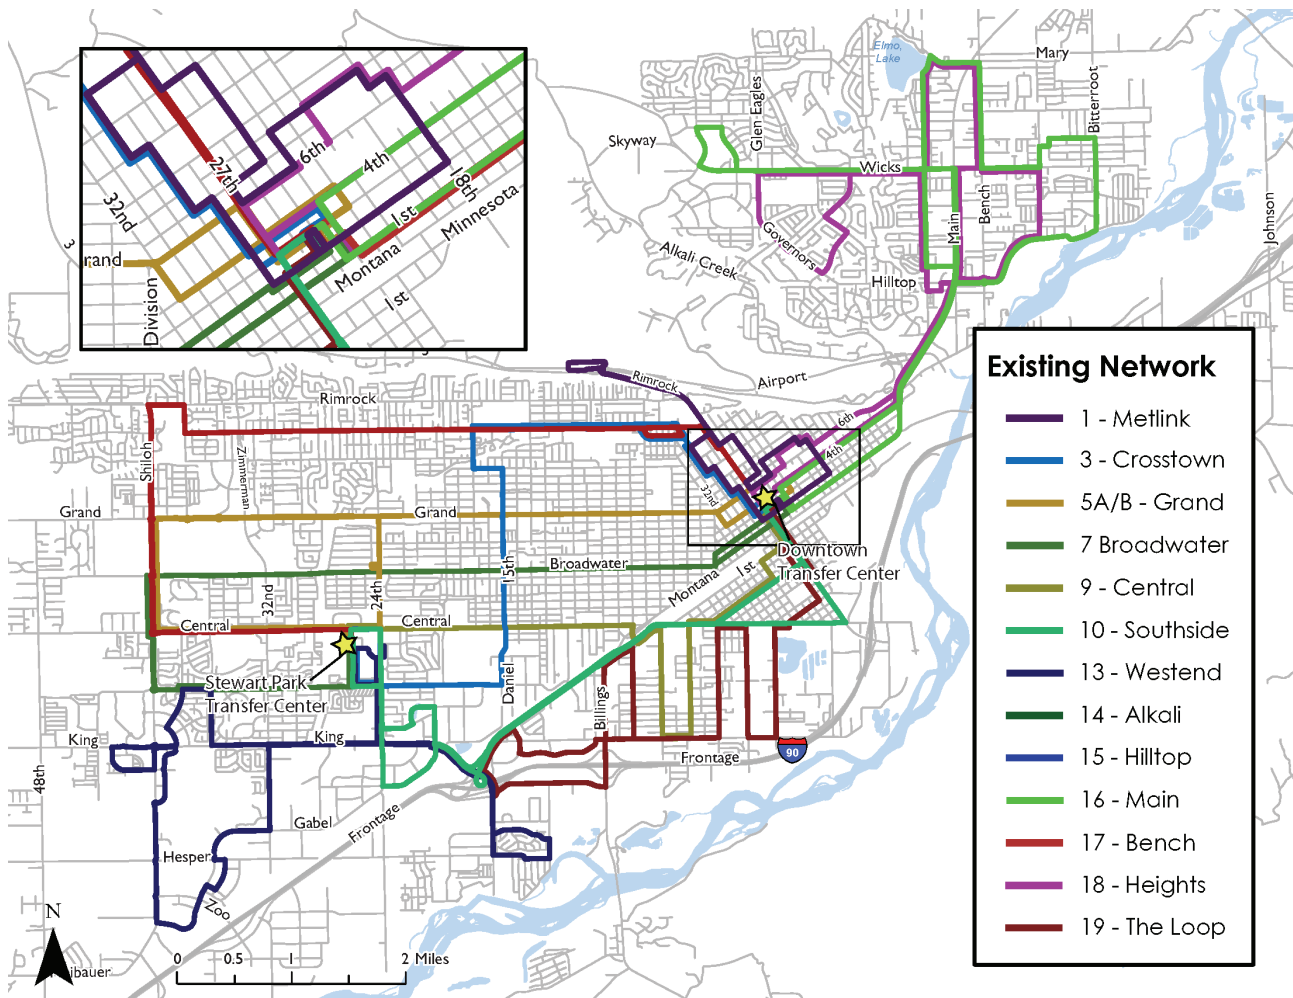 Elmo,
Lake
Mary
Bitterroot
Glen-Eagles
Skyway
Wicks
Johnson
Bench
Main
Governors
Alkali Creek
Hilltop
27th
6th
4th
18th
32nd
1st
Minnesota
3
rand
Montana
1st
Division
Airport
Rimrock
Rimrock
6th
4th
32nd
Shiloh
Zimmerman
Grand
Grand
Broadwater
15th
1st
Montana
Downtown
Transfer Center
32nd
24th
Central
Central
Stewart Park
Transfer Center
Daniel
Billings
King
King
Frontage
90
48th
Gabel
Frontage
Hesper
Zoo
N
ibauer
0 0.5 1 2 Miles
Existing Network
1 - Metlink
3 - Crosstown
5A/B - Grand
7 Broadwater
9 - Central
10 - Southside
13 - Westend
14 - Alkali
15 - Hilltop
16 - Main
17 - Bench
18 - Heights
19 - The Loop